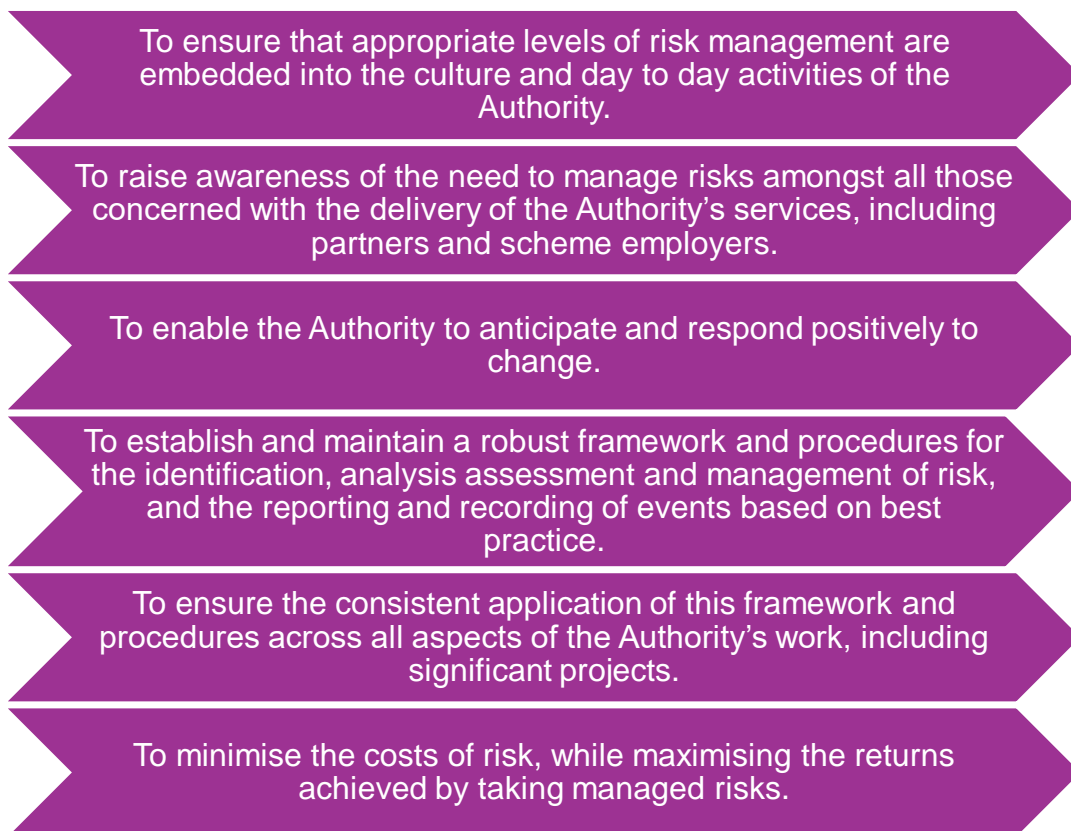 To ensure that appropriate levels of risk management are
embedded into the culture and day to day activities of the
Authority.
To raise awareness of the need to manage risks amongst all those
concerned with the delivery of the Authority’s services, including
partners and scheme employers.
To enable the Authority to anticipate and respond positively to
change.
To establish and maintain a robust framework and procedures for
the identification, analysis assessment and management of risk,
and the reporting and recording of events based on best
practice.
To ensure the consistent application of this framework and
procedures across all aspects of the Authority’s work, including
significant projects.
To minimise the costs of risk, while maximising the returns
achieved by taking managed risks.